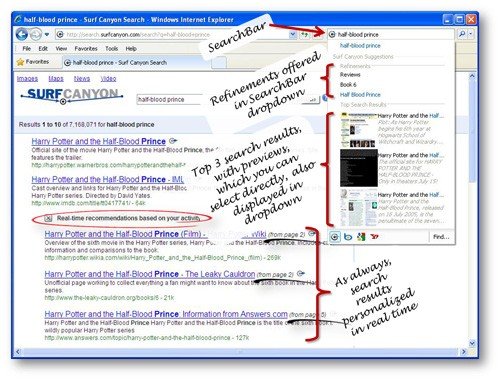 half-blood prince - Surf Canyon Search - Windows Internet Explorer
http://search.surfcanyon.com/search?q=half-blood+prince
File Edit View Favorites Tools Help
Favorites half-blood prince - Surf Canyon Search
Images Maps News
SURFCANYON
half-blood prince
Results 1 to 10 of 7,168,071 for half-blood prince
Harry Potter and the Half-Blood Prince
Official site of the movie Harry Potter and the Half-Blood Prince.
the features trailer.
http://harrypotter.warnerbros.com/harrypotterandthehalf
Harry Potter and the Half-Blood Prince - IML
Cast overview and links for Harry Potter and the Half-Blood
Harry Potter series. Directed by David Yates.
http://www.imdb.com/title/tt0417741/ - 64k
Real-time recommendations based on your activity
Harry Potter and the Half-Blood Prince (Film) - Wiki (from page 2)
Overview of the sixth movie in the Harry Potter series, Harry Potter and the Half-Blood Prince
information and comparisons to the book.
http://harrypotter.wikia.com/wiki/Harry_Potter_and_the_Half-Blood_Prince_(film) - 269k
Harry Potter and the Half-Blood Prince - The Leaky Cauldron (from page 2)
Unofficial page working to collect everything a fan might want to know about the sixth book in the Harry
series.
http://www.the-leaky-cauldron.org/books/6 - 21k
Harry Potter and the Half-Blood Prince: Information from Answers.com (from page 5)
Harry Potter and the Half-Blood Prince Harry Potter and the Half-Blood Prince is the title of the sixth book
wildly popular Harry Potter series
http://www.answers.com/topic/harry-potter-and-the-half-blood-prince - 127k
SearchBar
Refinements offered
in SearchBar
dropdown
Top 3 search results,
with previews,
which you can
select directly, also
displayed in
dropdown
As always,
search
results
personalized
in real time
half-blood prince
half-blood prince
Surf Canyon Suggestions
Refinements
Reviews
Book 6
Half Blood Prince
Top Search Results
Harry Potter and the Half...
Plot: As Harry Potter
begins his 6th year at
Hogwarts School of
Witchcraft and Wizardry...
Harry Potter and the Half...
Harry Potter and the
Half-Blood Prince -
Only in theaters July 15!
Harry Potter and the Half...
Harry Potter and the
Half-Blood Prince,
released on
18 July 2005, is the
penultimate of the seven...
Find...